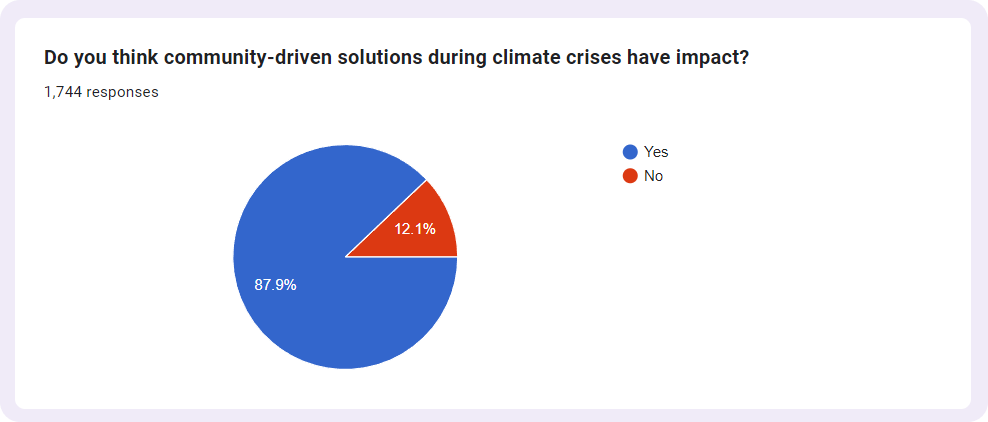 Do you think community-driven solutions during climate crises have impact?
1,744 responses
Yes
No
12.1%
87.9%